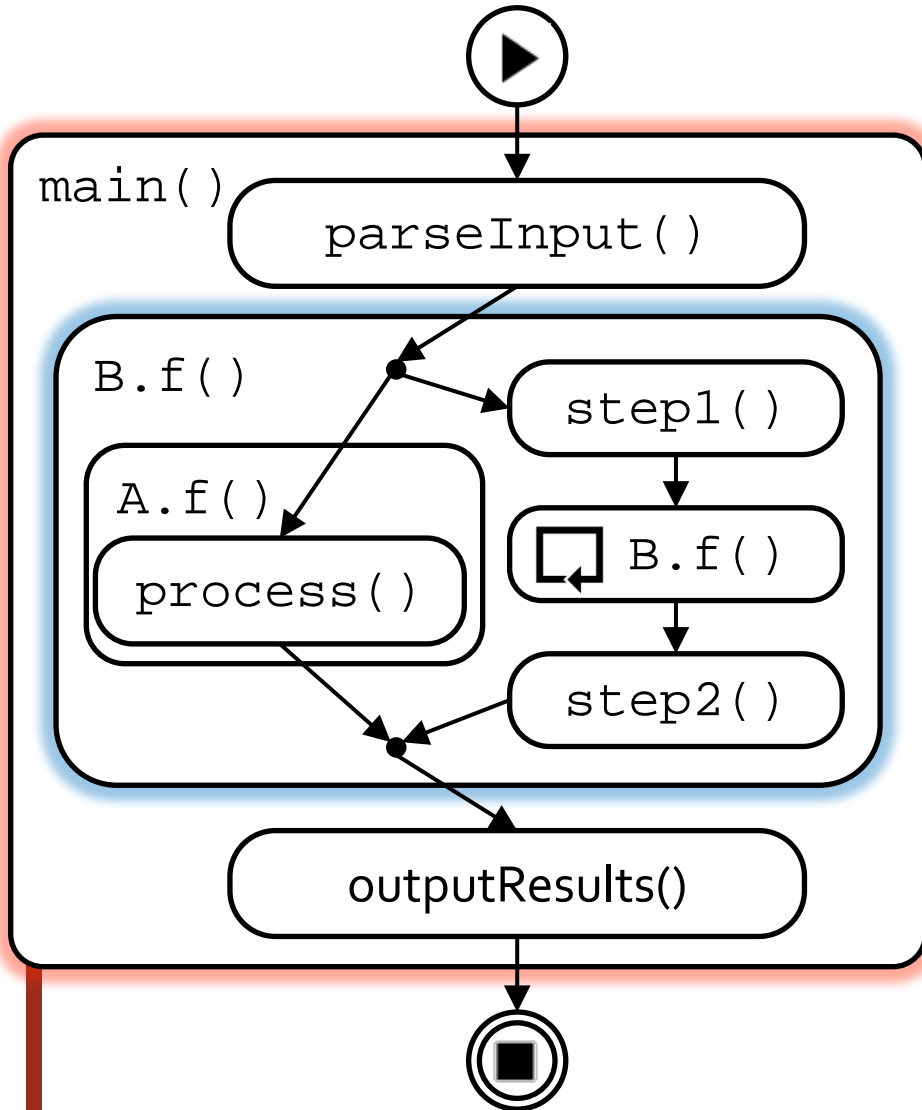 main()
parseInput()
B.f()
step1()
A.f()
B.f()
process()
step2()
outputResults()